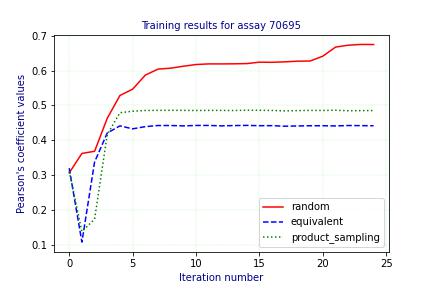 Training results for assay 70695
Pearson's coefficient values
0.7
0.6
0.5
0.4
0.3
0.2
0.1
random
equivalent
product_sampling
0 5 10 15 20 25
Iteration number